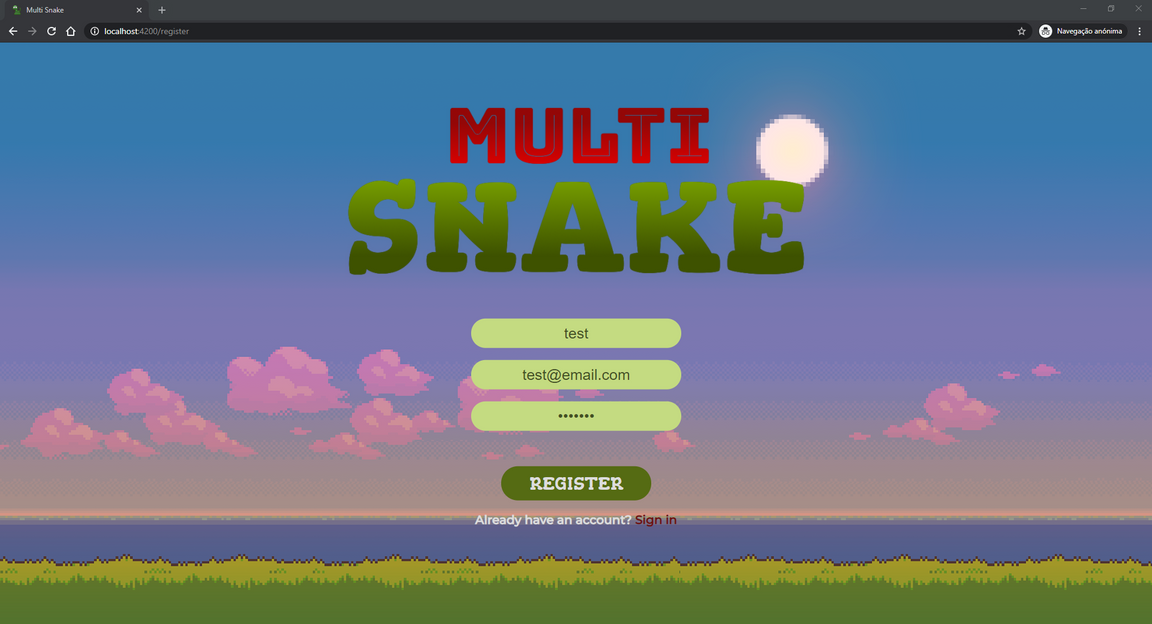 Multi Snake
localhost:4200/register
Navegação anónima
MULTI
SNAKE
test
test@email.com
•••••••
REGISTER
Already have an account? Sign in